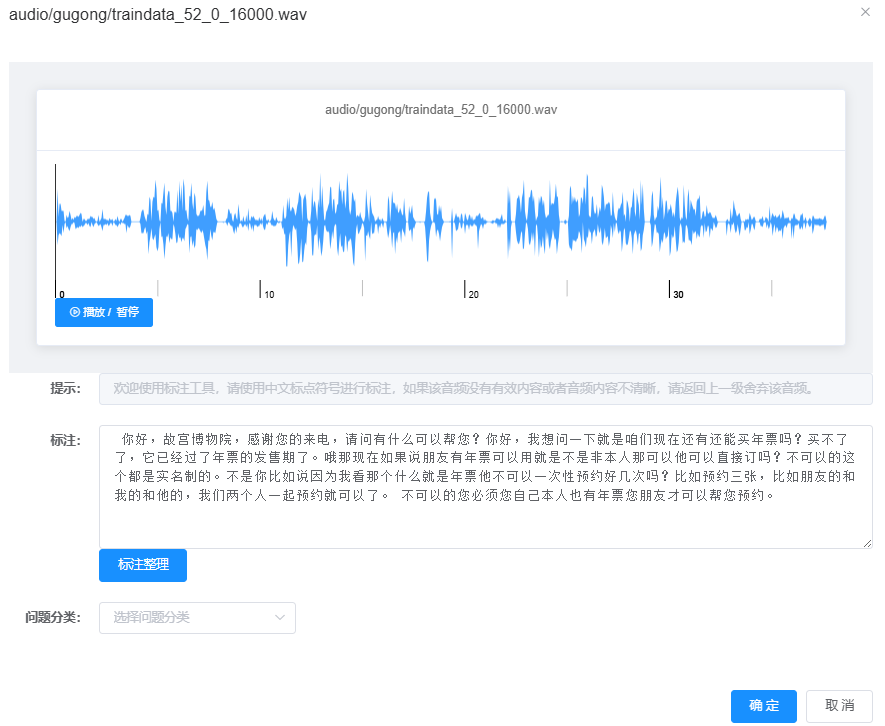 audio/gugong/traindata_52_0_16000.wav
audio/gugong/traindata_52_0_16000.wav
0 10 20 30
播放 / 暂停
提示: 欢迎使用标注工具，请使用中文标点符号进行标注，如果该音频没有有效内容或者音频内容不清晰，请返回上一级舍弃该音频。
标注: 你好，故宫博物院，感谢您的来电，请问有什么可以帮您？你好，我想问一下就是咱们现在还有还能买年票吗？买不了
了，它已经过了年票的发售期了。哦那现在如果说朋友有年票可以用就是不是非本人那可以他可以直接订吗？不可以的这
个都是实名制的。不是你比如说因为我看那个什么就是年票他不可以一次性预约好几次吗？比如预约三张，比如朋友的和
我的和他的，我们两个人一起预约就可以了。 不可以的您必须您自己本人也有年票您朋友才可以帮您预约。
标注整理
问题分类: 选择问题分类
确定 取消